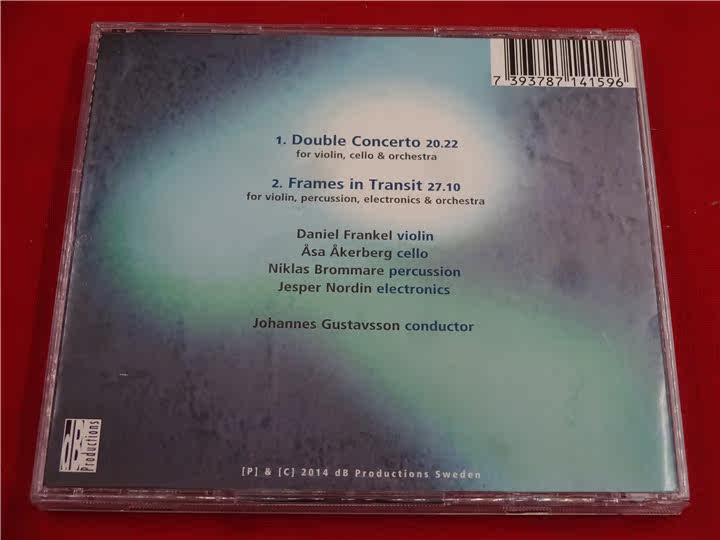 7 393787 141596
1. Double Concerto 20.22
for violin, cello & orchestra
2. Frames in Transit 27.10
for violin, percussion, electronics & orchestra
Daniel Frankel violin
Åsa Åkerberg cello
Niklas Brommare percussion
Jesper Nordin electronics
Johannes Gustavsson conductor
dB Productions
[P] & [C] 2014 dB Productions Sweden